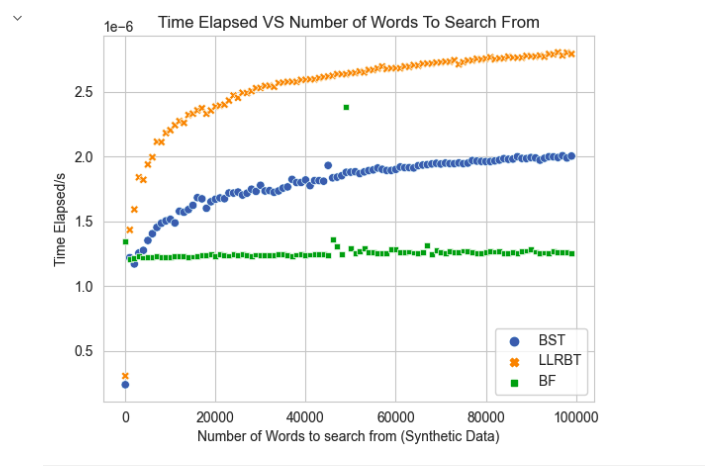 Time Elapsed VS Number of Words To Search From
1e−6
2.5
2.0
1.5
1.0
0.5
Time Elapsed/s
BST
LLRBT
BF
0 20000 40000 60000 80000 100000
Number of Words to search from (Synthetic Data)